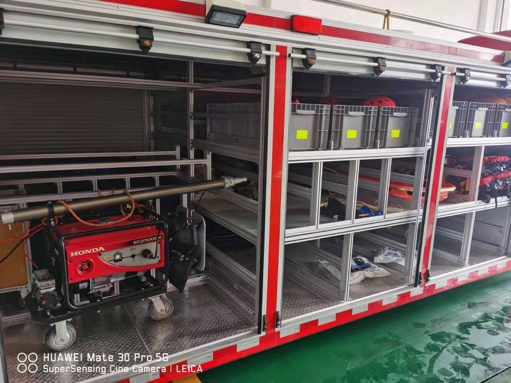 HONDA
HUAWEI Mate 30 Pro 5G
SuperSensing Cine Camera | LEICA